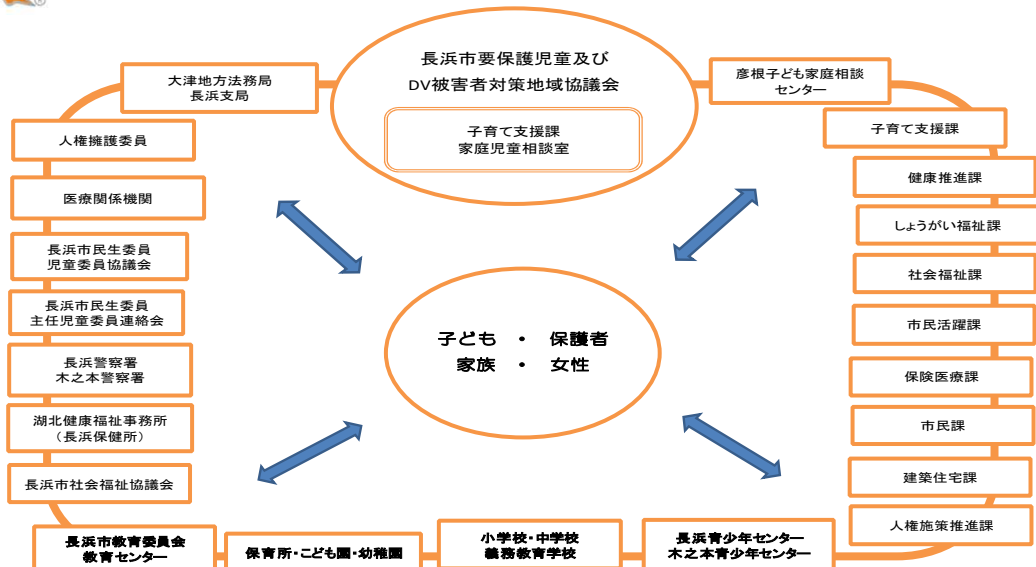 長浜市要保護児童及び
DV被害者対策地域協議会
子育て支援課
家庭児童相談室
大津地方法務局
長浜支局
人権擁護委員
医療関係機関
長浜市民生委員
児童委員協議会
長浜市民生委員
主任児童委員連絡会
長浜警察署
木之本警察署
湖北健康福祉事務所
（長浜保健所）
長浜市社会福祉協議会
彦根子ども家庭相談
センター
子育て支援課
健康推進課
しょうがい福祉課
社会福祉課
市民活躍課
保険医療課
市民課
建築住宅課
人権施策推進課
子ども ・ 保護者
家族 ・ 女性
長浜市教育委員会
教育センター
保育所・こども園・幼稚園
小学校・中学校
義務教育学校
長浜青少年センター
木之本青少年センター